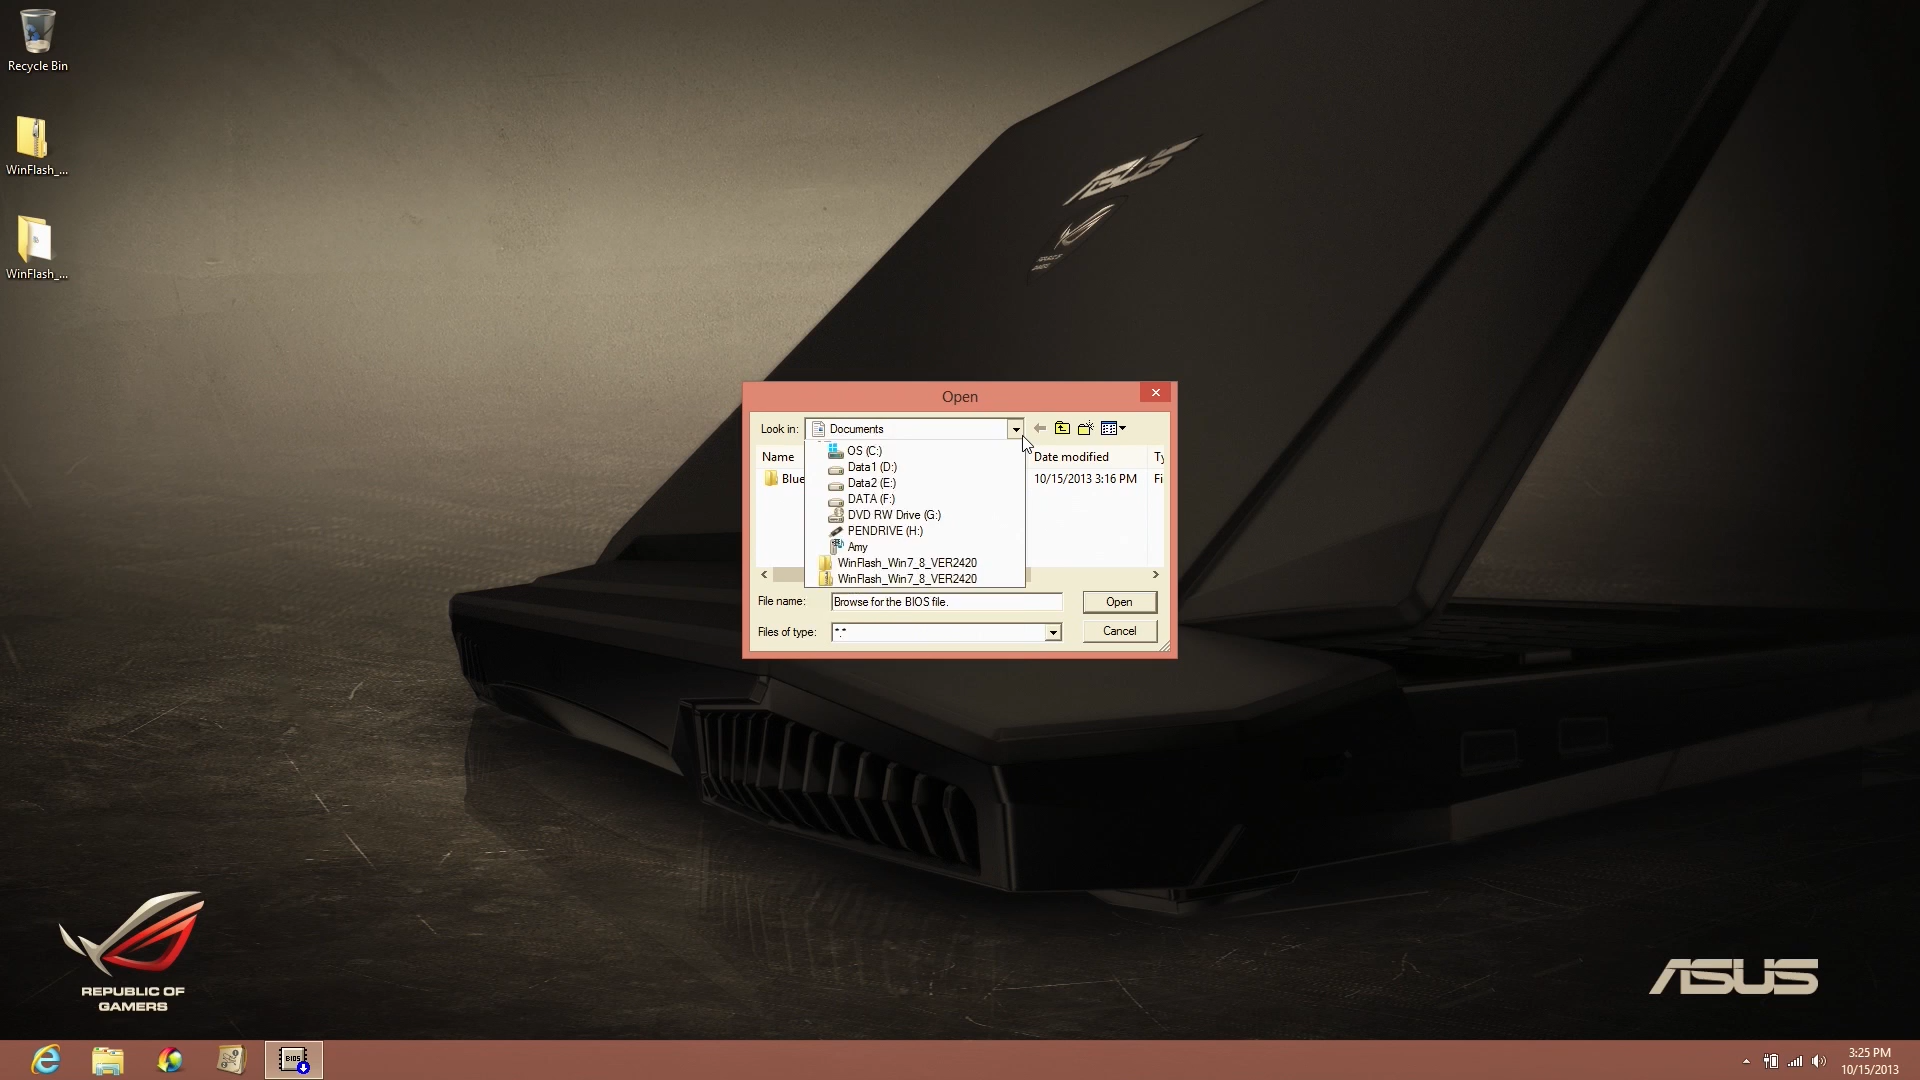 Recycle Bin
WinFlash_...
WinFlash_...
ASUS
Open
Look in:
Documents
OS (C:)
Data1 (D:)
Data2 (E:)
DATA (F:)
DVD RW Drive (G:)
PENDRIVE (H:)
Amy
WinFlash_Win7_8_VER2420
WinFlash_Win7_8_VER2420
Name
Date modified
Ty
Blue
10/15/2013 3:16 PM
Fi
File name:
Browse for the BIOS file.
Open
Files of type:
*.*
Cancel
REPUBLIC OF
GAMERS
ASUS
BIOS
3:25 PM
10/15/2013